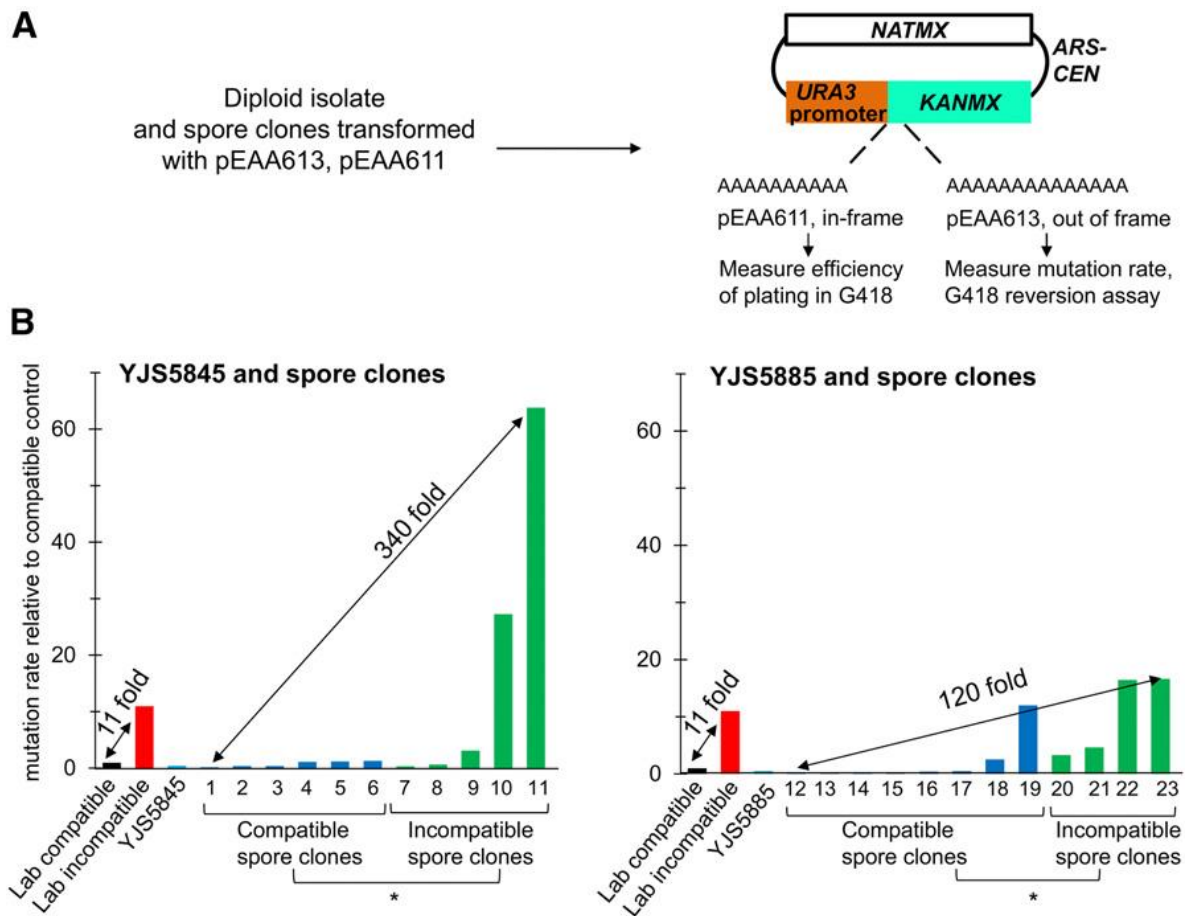 A
Diploid isolate
and spore clones transformed
with pEAA613, pEAA611
NATMX
ARS-
CEN
URA3
promoter
KANMX
AAAAAAAAAA
AAAAAAAAAAAAAA
pEAA611, in-frame
pEAA613, out of frame
Measure efficiency
of plating in G418
Measure mutation rate,
G418 reversion assay
B
mutation rate relative to compatible control
YJS5845 and spore clones
60
40
20
0
11 fold
340 fold
Lab compatible
Lab incompatible
YJS5845
1 2 3 4 5 6 7 8 9 10 11
Compatible
spore clones
Incompatible
spore clones
*
YJS5885 and spore clones
60
40
20
0
11 fold
120 fold
Lab compatible
Lab incompatible
YJS5885
12 13 14 15 16 17 18 19 20 21 22 23
Compatible
spore clones
Incompatible
spore clones
*